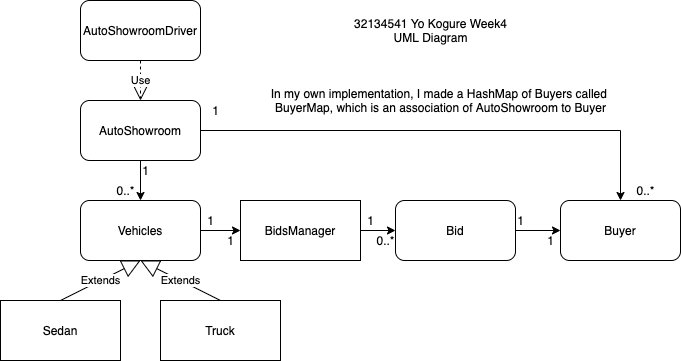 AutoShowroomDriver
32134541 Yo Kogure Week4
UML Diagram
Use
In my own implementation, I made a HashMap of Buyers called
BuyerMap, which is an association of AutoShowroom to Buyer
1
AutoShowroom
1
0..*
0..*
Vehicles
1
1
BidsManager
1
0..*
Bid
1
1
Buyer
Extends
Extends
Sedan
Truck